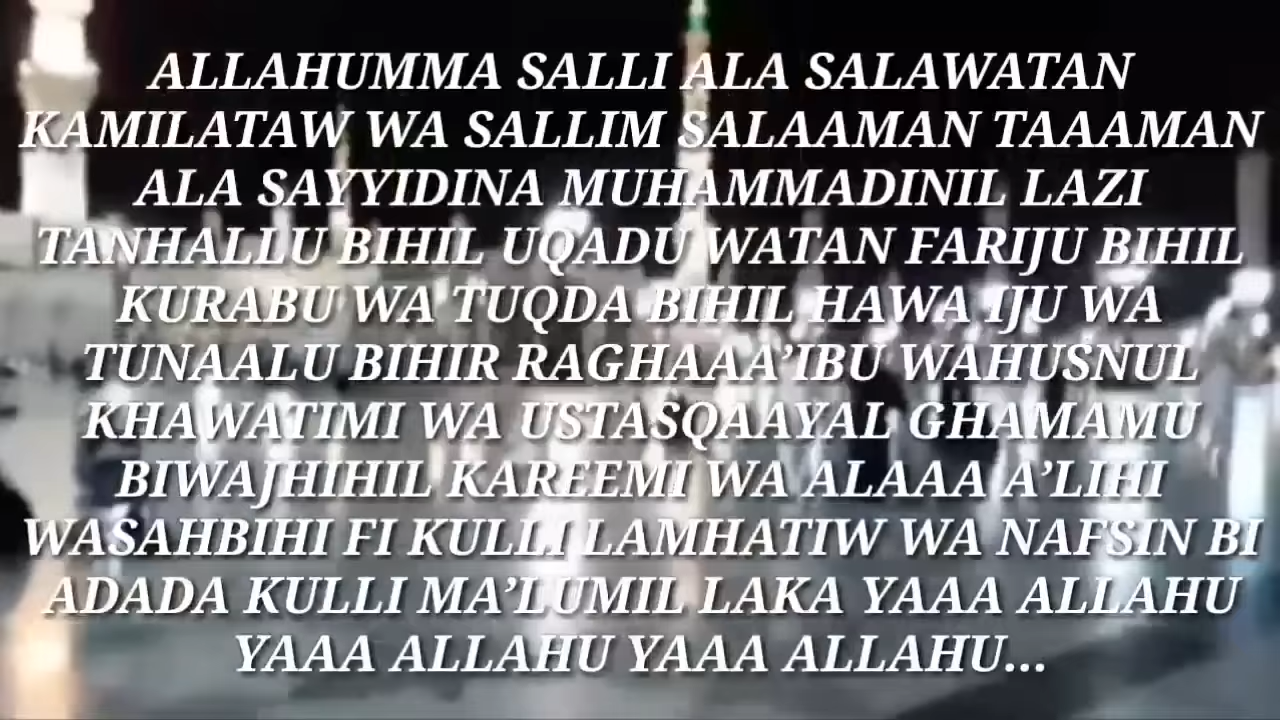 ALLAHUMMA SALLI ALA SALAWATAN
KAMILATAW WA SALLIM SALAAMAN TAAAMAN
ALA SAYYIDINA MUHAMMADINIL LAZI
TANHALLU BIHIL UQADU WATAN FARIJU BIHIL
KURABU WA TUQDA BIHIL HAWA IJU WA
TUNAALU BIHIR RAGHAAA’IBU WAHUSNUL
KHAWATIMI WA USTASQAAYAL GHAMAMU
BIWAJHIHIL KAREEMI WA ALAAA A’LIHI
WASAHBIHI FI KULLI LAMHATIW WA NAFSIN BI
ADADA KULLI MA’LUMIL LAKA YAAA ALLAHU
YAAA ALLAHU YAAA ALLAHU...